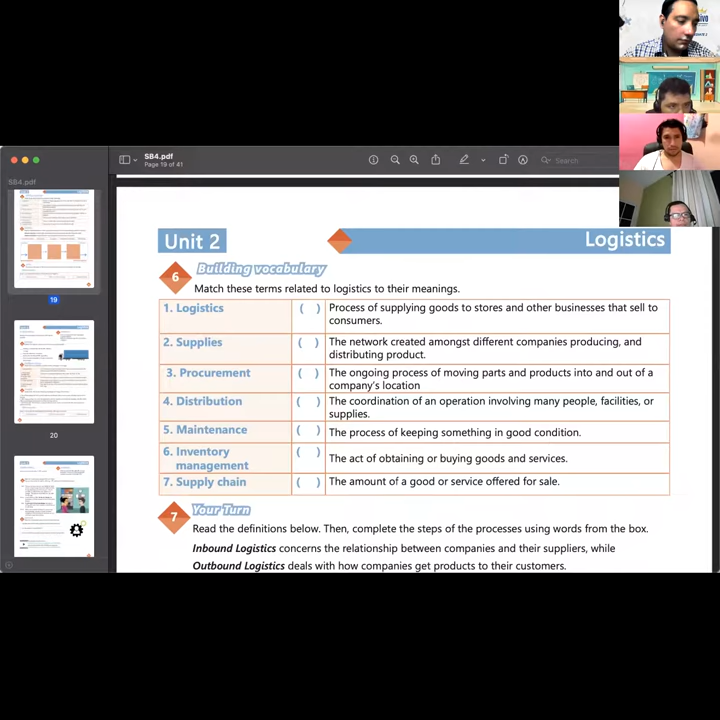 SB4.pdf
Page 19 of 41
Search
SB4.pdf
19
20
Unit 2
Logistics
6
Building vocabulary
Match these terms related to logistics to their meanings.
1. Logistics ( ) Process of supplying goods to stores and other businesses that sell to
consumers.
2. Supplies ( ) The network created amongst different companies producing, and
distributing product.
3. Procurement ( ) The ongoing process of moving parts and products into and out of a
company's location
4. Distribution ( ) The coordination of an operation involving many people, facilities, or
supplies.
5. Maintenance ( ) The process of keeping something in good condition.
6. Inventory
management ( ) The act of obtaining or buying goods and services.
7. Supply chain ( ) The amount of a good or service offered for sale.
7
Your Turn
Read the definitions below. Then, complete the steps of the processes using words from the box.
Inbound Logistics concerns the relationship between companies and their suppliers, while
Outbound Logistics deals with how companies get products to their customers.